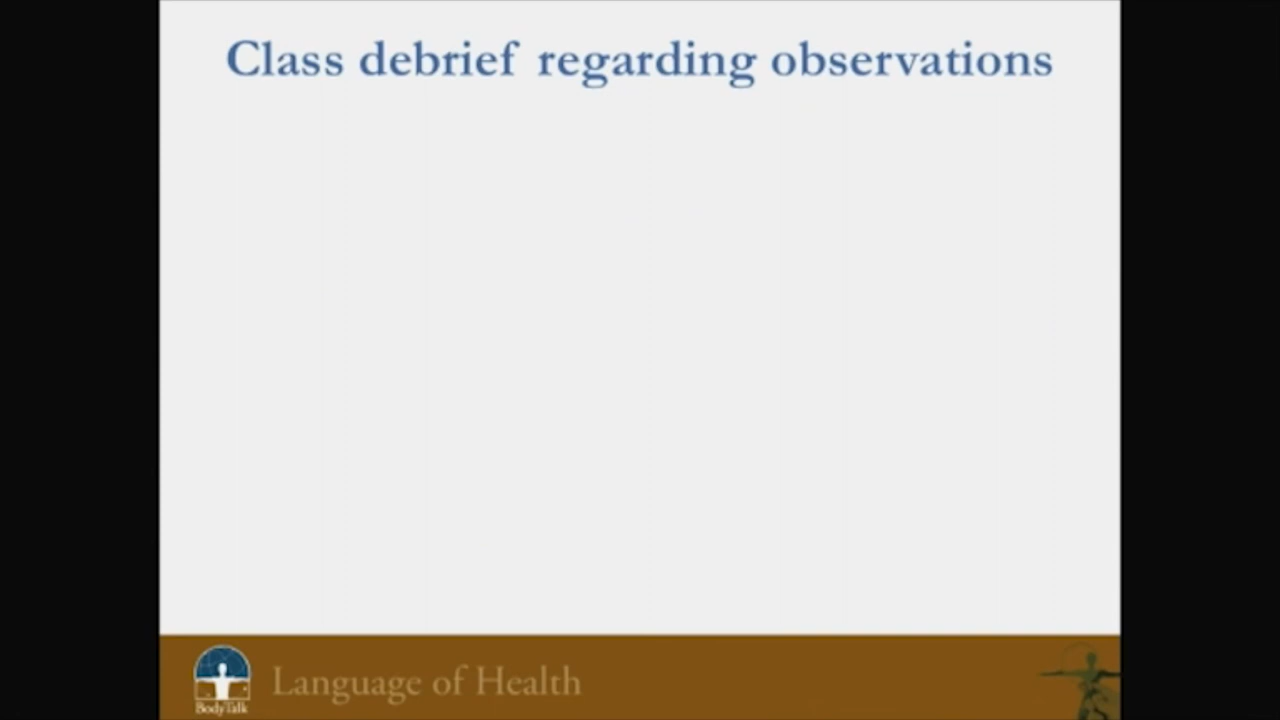 Class debrief regarding observations
Language of Health
BodyTalk